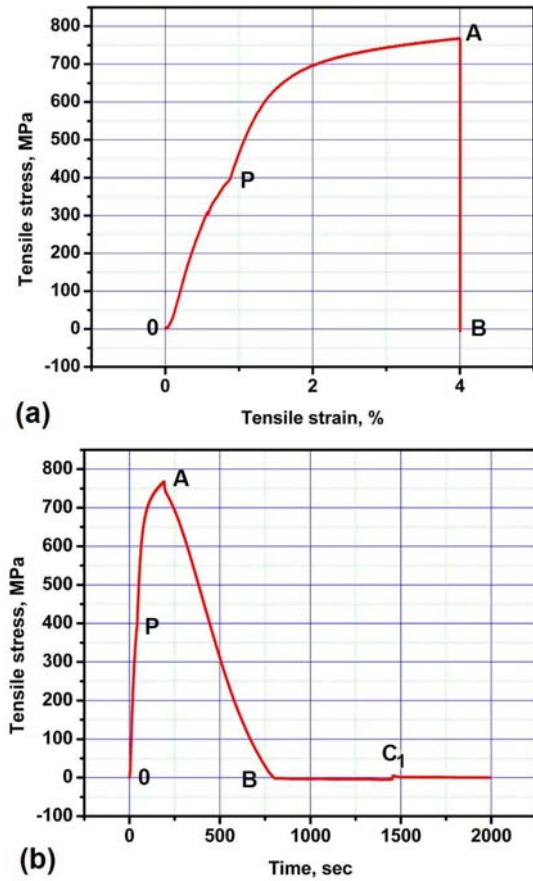 800
700
600
500
400
300
200
100
0
-100
Tensile stress, MPa
A
P
0
B
0 2 4
Tensile strain, %
(a)
800
700
600
500
400
300
200
100
0
-100
Tensile stress, MPa
A
P
0
B
C1
0 500 1000 1500 2000
Time, sec
(b)